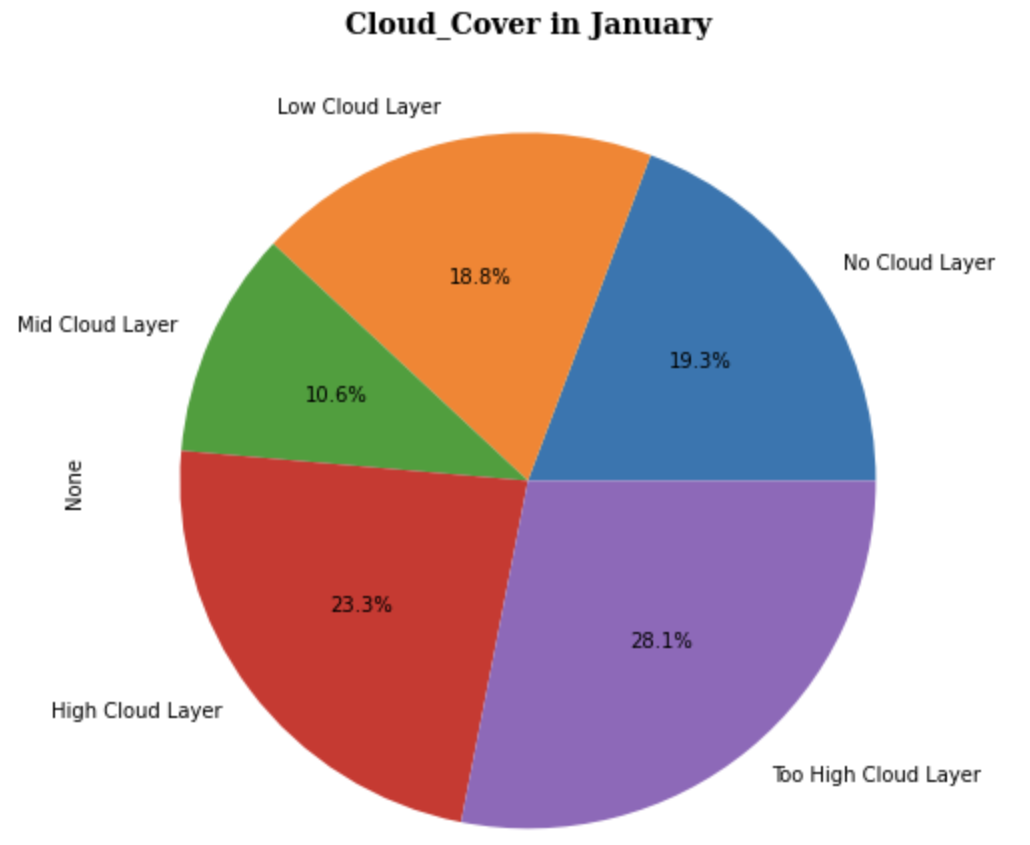 Cloud_Cover in January
Low Cloud Layer
No Cloud Layer
18.8%
Mid Cloud Layer
19.3%
10.6%
None
23.3%
28.1%
High Cloud Layer
Too High Cloud Layer